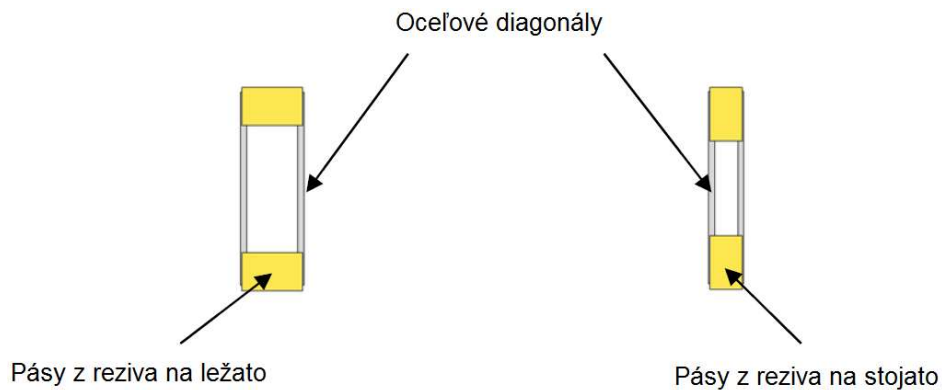 Oceľové diagonály
Pásy z reziva na ležato
Pásy z reziva na stojato